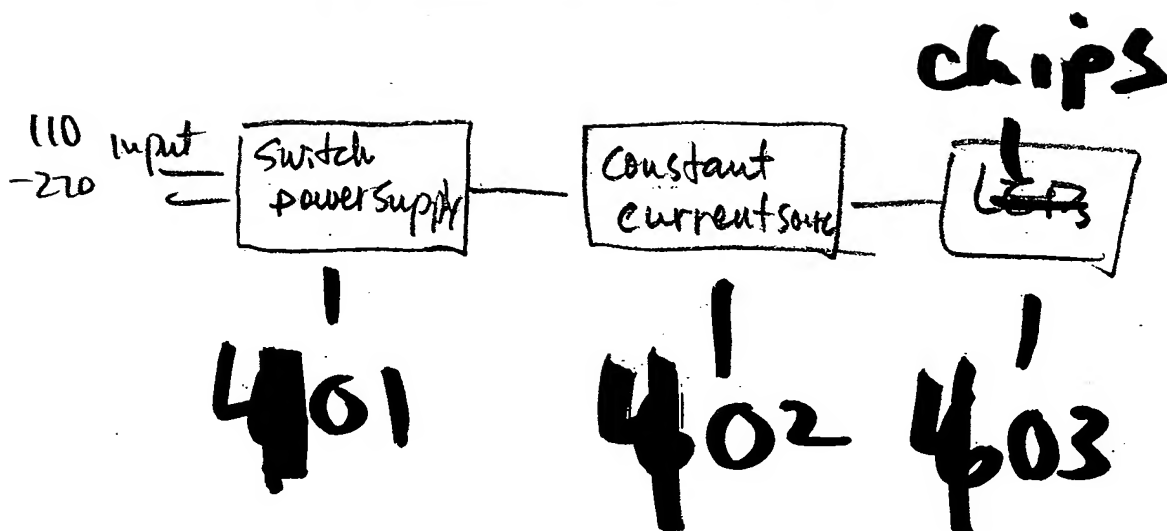 chips
110 input
-220
switch
power supply
constant
current source
LEDs
401
402
403